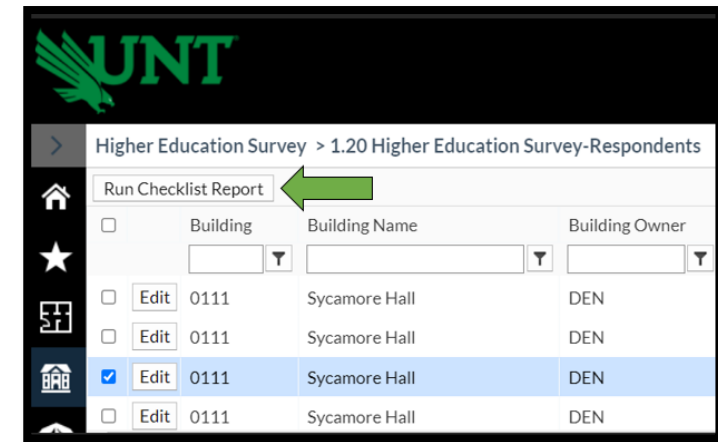 UNT
Higher Education Survey > 1.20 Higher Education Survey-Respondents
Run Checklist Report
Building Building Name Building Owner
Edit 0111 Sycamore Hall DEN
Edit 0111 Sycamore Hall DEN
Edit 0111 Sycamore Hall DEN
Edit 0111 Sycamore Hall DEN